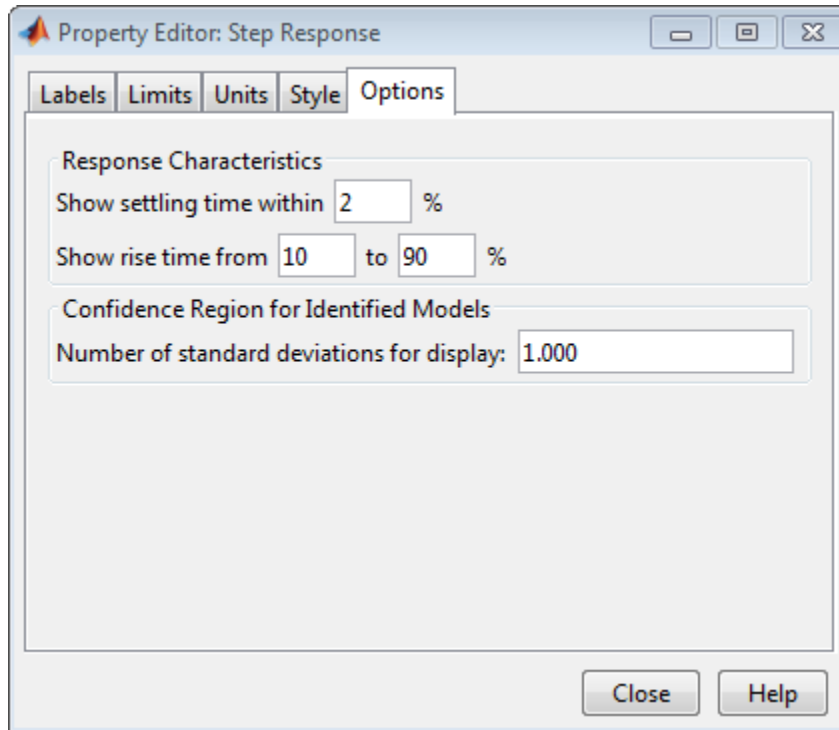 Property Editor: Step Response
Labels Limits Units Style Options
Response Characteristics
Show settling time within 2 %
Show rise time from 10 to 90 %
Confidence Region for Identified Models
Number of standard deviations for display: 1.000
Close Help